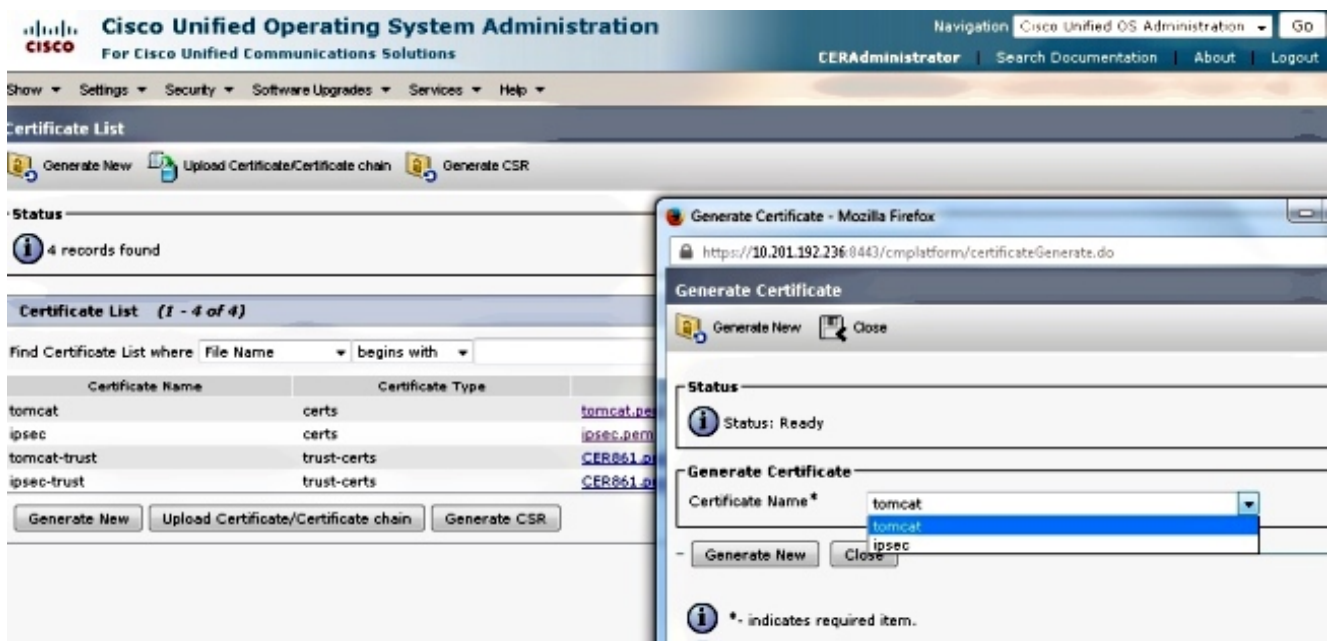 CISCO
Cisco Unified Operating System Administration
For Cisco Unified Communications Solutions
Navigation Cisco Unified OS Administration Go
CERAdministrator | Search Documentation | About | Logout
Show Settings Security Software Upgrades Services Help
Certificate List
Generate New Upload Certificate/Certificate chain Generate CSR
Status
4 records found
Certificate List (1 - 4 of 4)
Find Certificate List where File Name begins with
Certificate Name Certificate Type
tomcat certs
ipsec certs ipsec.pem
tomcat-trust trust-certs
ipsec-trust trust-certs
Generate New Upload Certificate/Certificate chain Generate CSR
Generate Certificate - Mozilla Firefox
https://10.201.192.236:8443/cmplatform/certificateGenerate.do
Generate Certificate
Generate New Close
Status
Status: Ready
Generate Certificate
Certificate Name* tomcat
tomcat
ipsec
Generate New Close
*- indicates required item.